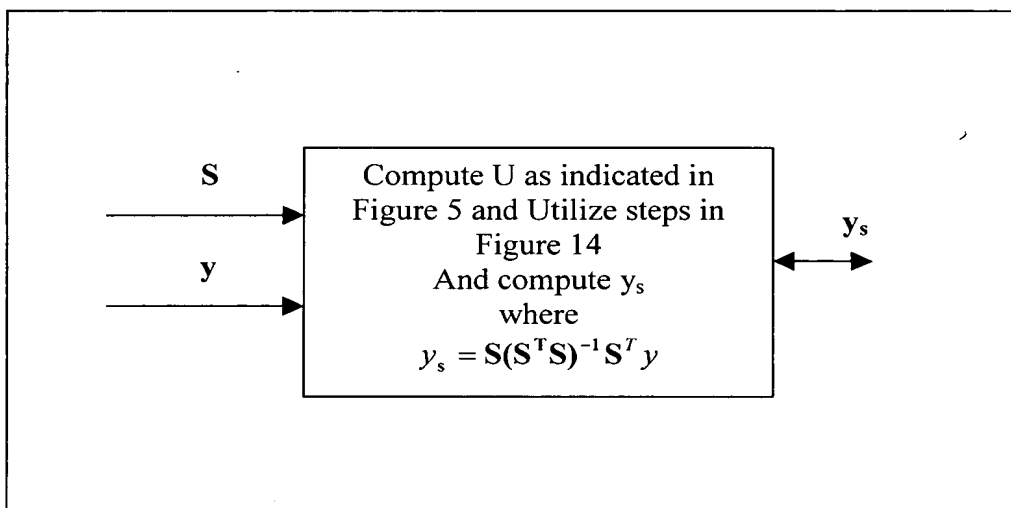 S
y
Compute U as indicated in
Figure 5 and Utilize steps in
Figure 14
And compute yₛ
where
yₛ = S(SᵀS)⁻¹Sᵀ y
yₛ